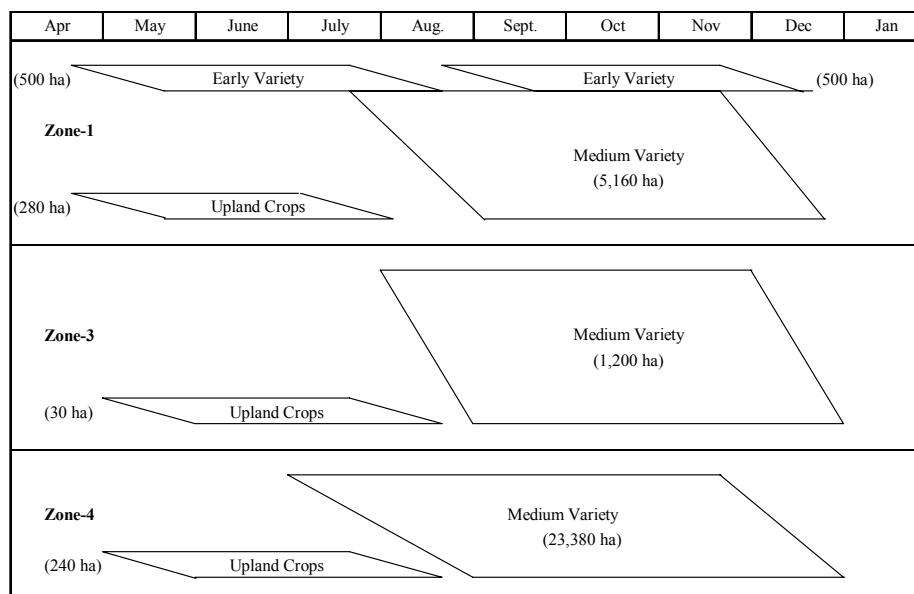 Apr May June July Aug. Sept. Oct Nov Dec Jan
(500 ha) Early Variety Early Variety (500 ha)
Zone-1
Medium Variety
(5,160 ha)
(280 ha) Upland Crops
Zone-3 Medium Variety
(1,200 ha)
(30 ha) Upland Crops
Zone-4 Medium Variety
(23,380 ha)
(240 ha) Upland Crops